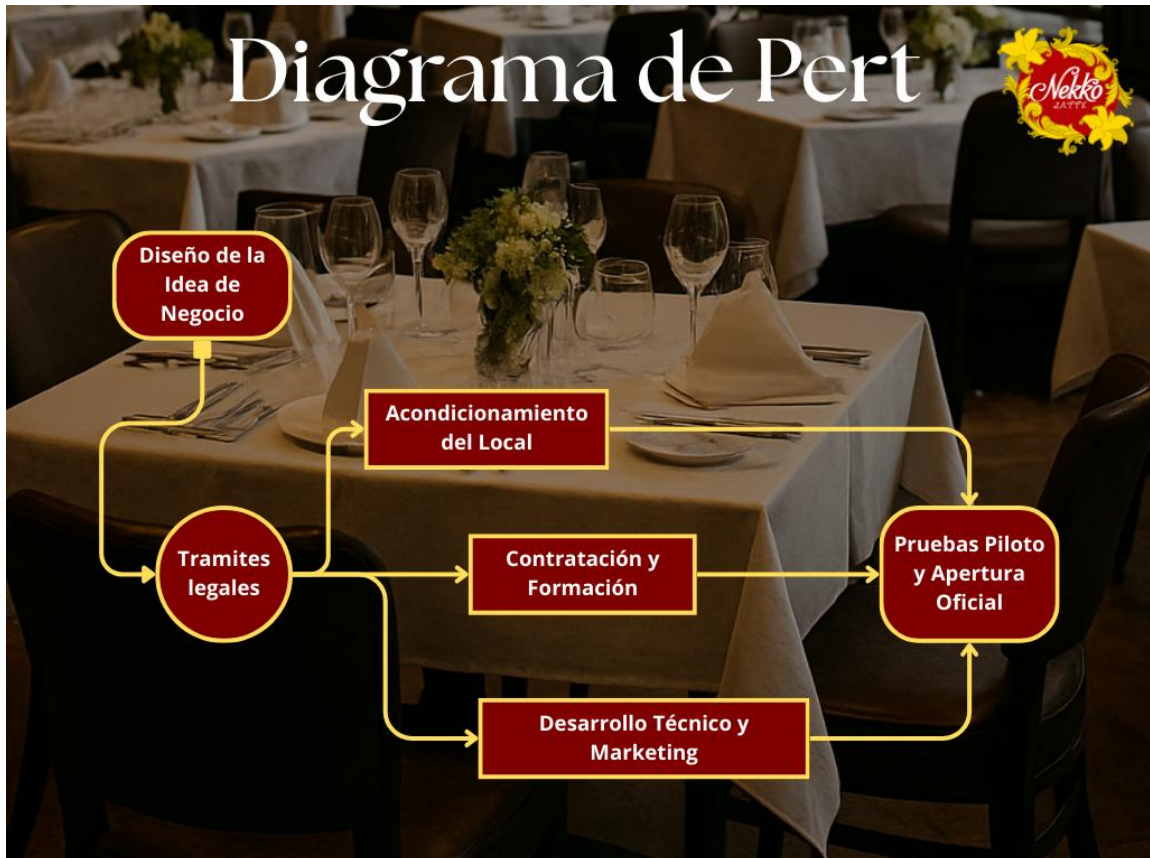 Diagrama de Pert
Nekko
LATTE
Diseño de la
Idea de
Negocio
Acondicionamiento
del Local
Tramites
legales
Contratación y
Formación
Pruebas Piloto
y Apertura
Oficial
Desarrollo Técnico y
Marketing